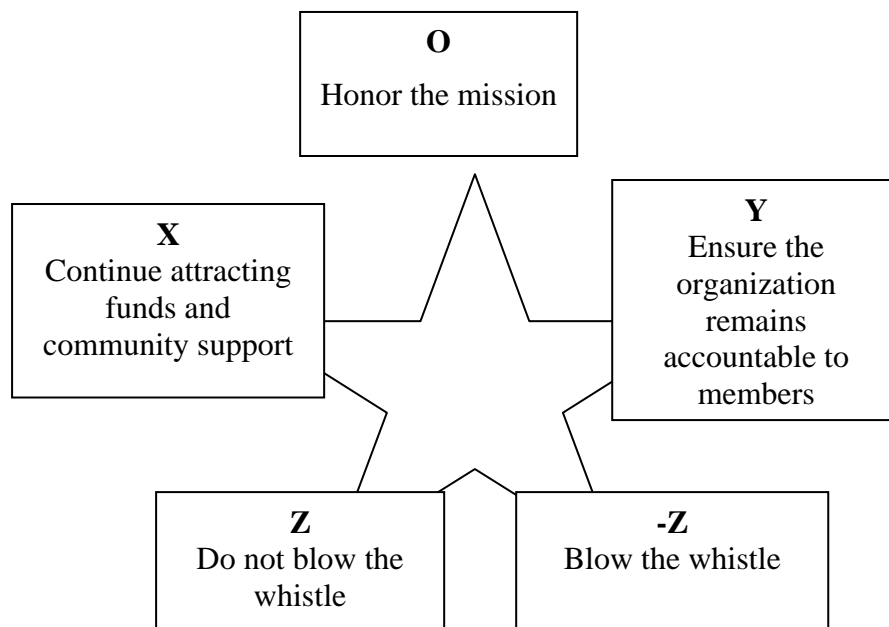 O
Honor the mission
X
Continue attracting
funds and
community support
Y
Ensure the
organization
remains
accountable to
members
Z
Do not blow the
whistle
-Z
Blow the whistle